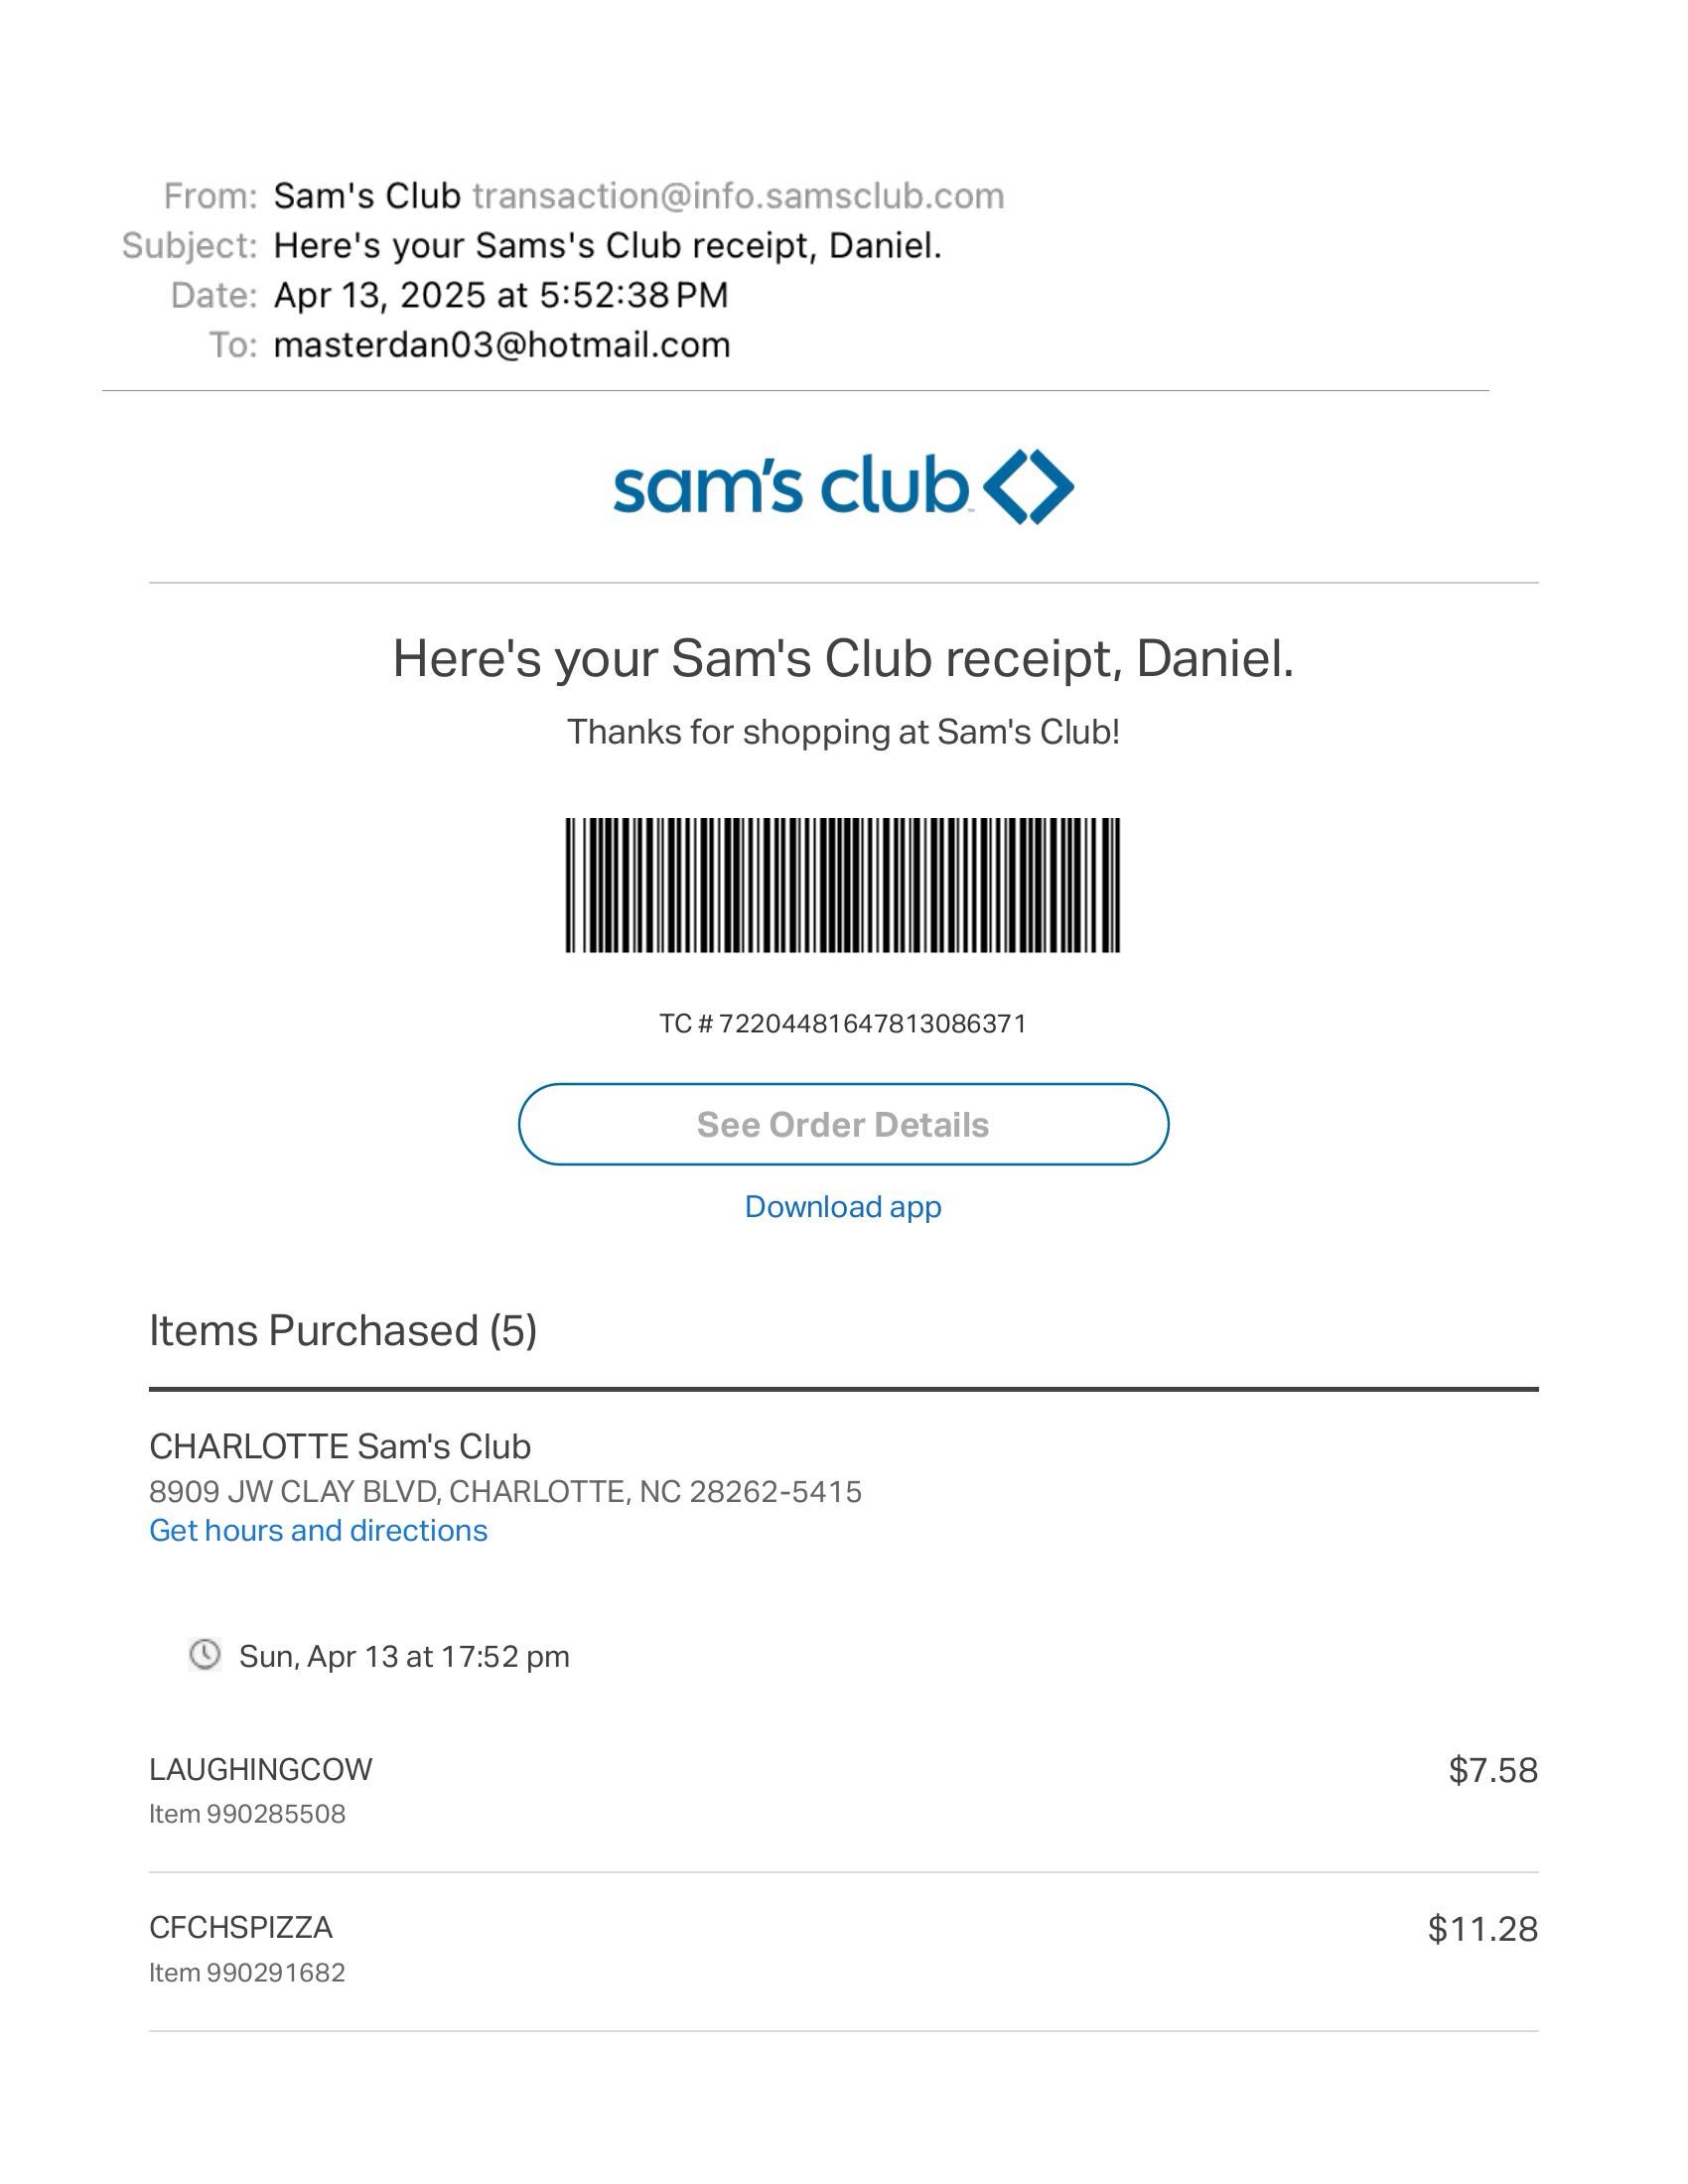 From: Sam's Club transaction@info.samsclub.com
Subject: Here's your Sams's Club receipt, Daniel.
Date: Apr 13, 2025 at 5:52:38 PM
To: masterdan03@hotmail.com
sam's club
Here's your Sam's Club receipt, Daniel.
Thanks for shopping at Sam's Club!
TC # 72204481647813086371
See Order Details
Download app
Items Purchased (5)
CHARLOTTE Sam's Club
8909 JW CLAY BLVD, CHARLOTTE, NC 28262-5415
Get hours and directions
Sun, Apr 13 at 17:52 pm
LAUGHINGCOW $7.58
Item 990285508
CFCHSPIZZA $11.28
Item 990291682